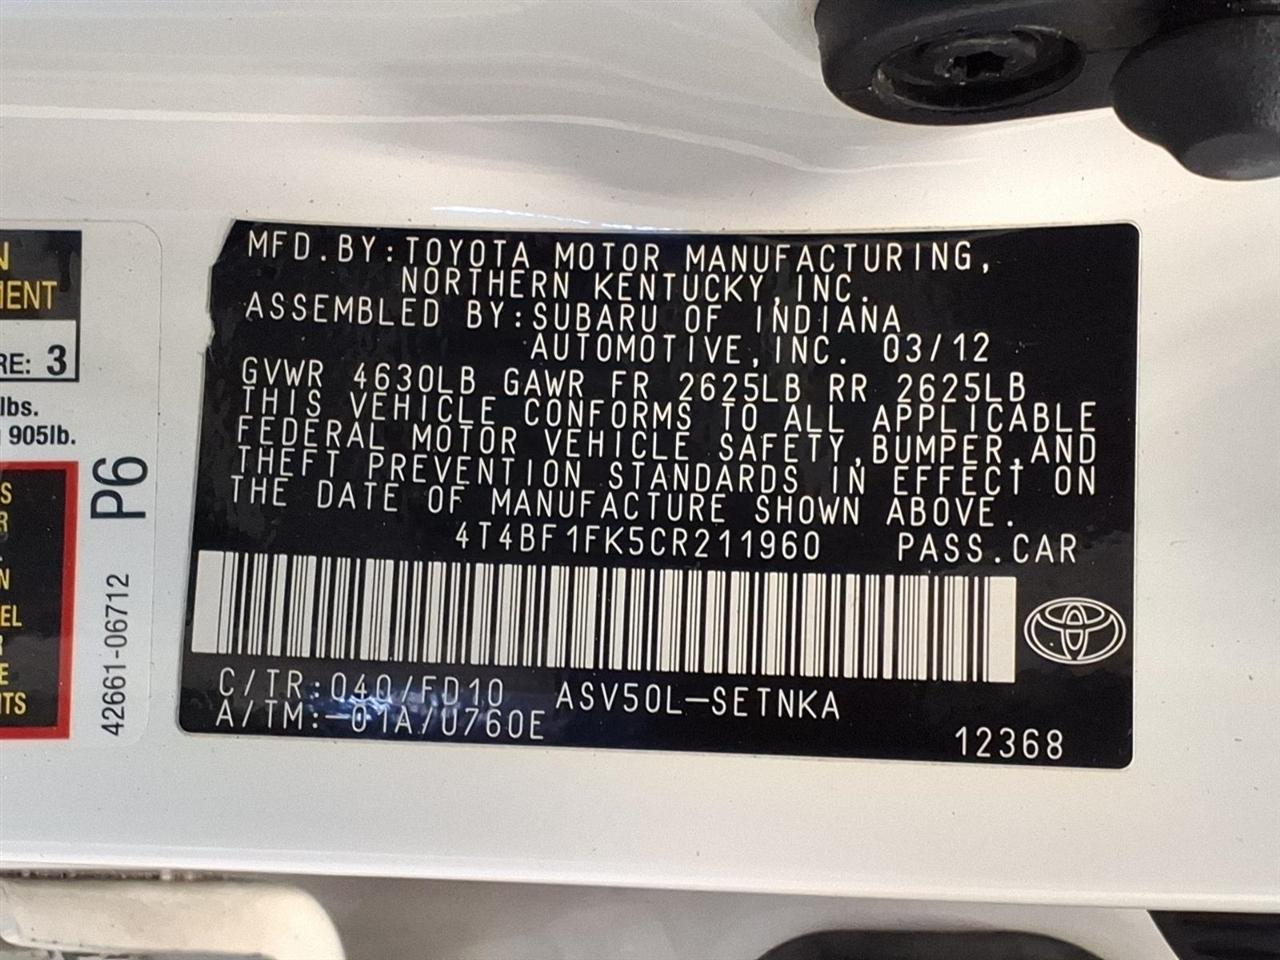 MFD.BY:TOYOTA MOTOR MANUFACTURING,
NORTHERN KENTUCKY,INC.
ASSEMBLED BY:SUBARU OF INDIANA
AUTOMOTIVE,INC. 03/12
GVWR 4630LB GAWR FR 2625LB RR 2625LB
THIS VEHICLE CONFORMS TO ALL APPLICABLE
FEDERAL MOTOR VEHICLE SAFETY,BUMPER,AND
THEFT PREVENTION STANDARDS IN EFFECT ON
THE DATE OF MANUFACTURE SHOWN ABOVE.
4T4BF1FK5CR211960 PASS.CAR
C/TR:040/FD10 ASV50L-SETNKA
A/TM:-01A/U760E
12368
3
lbs.
905lb.
P6
42661-06712